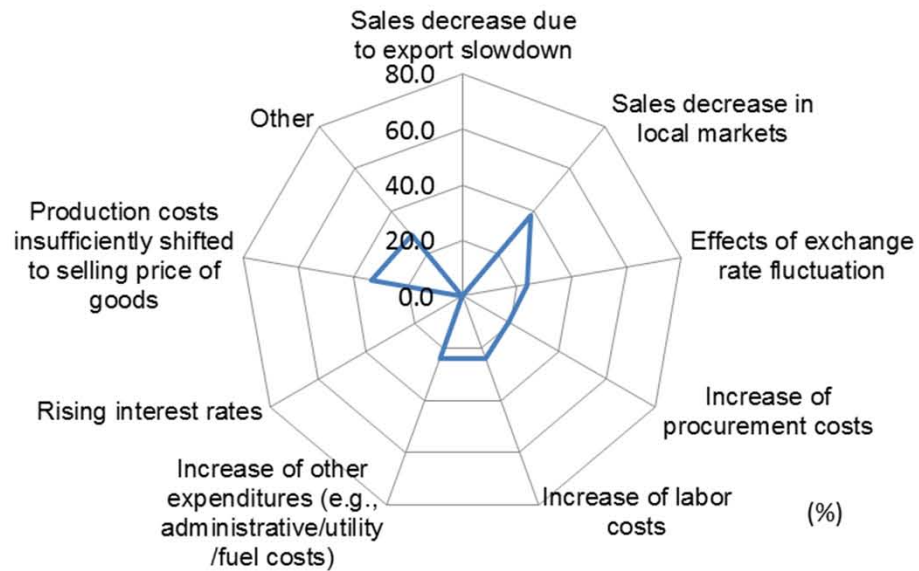 Sales decrease due
to export slowdown
80.0
60.0
40.0
20.0
0.0
Sales decrease in
local markets
Effects of exchange
rate fluctuation
Increase of
procurement costs
Increase of labor
costs
(%)
Increase of other
expenditures (e.g.,
administrative/utility
/fuel costs)
Rising interest rates
Production costs
insufficiently shifted
to selling price of
goods
Other